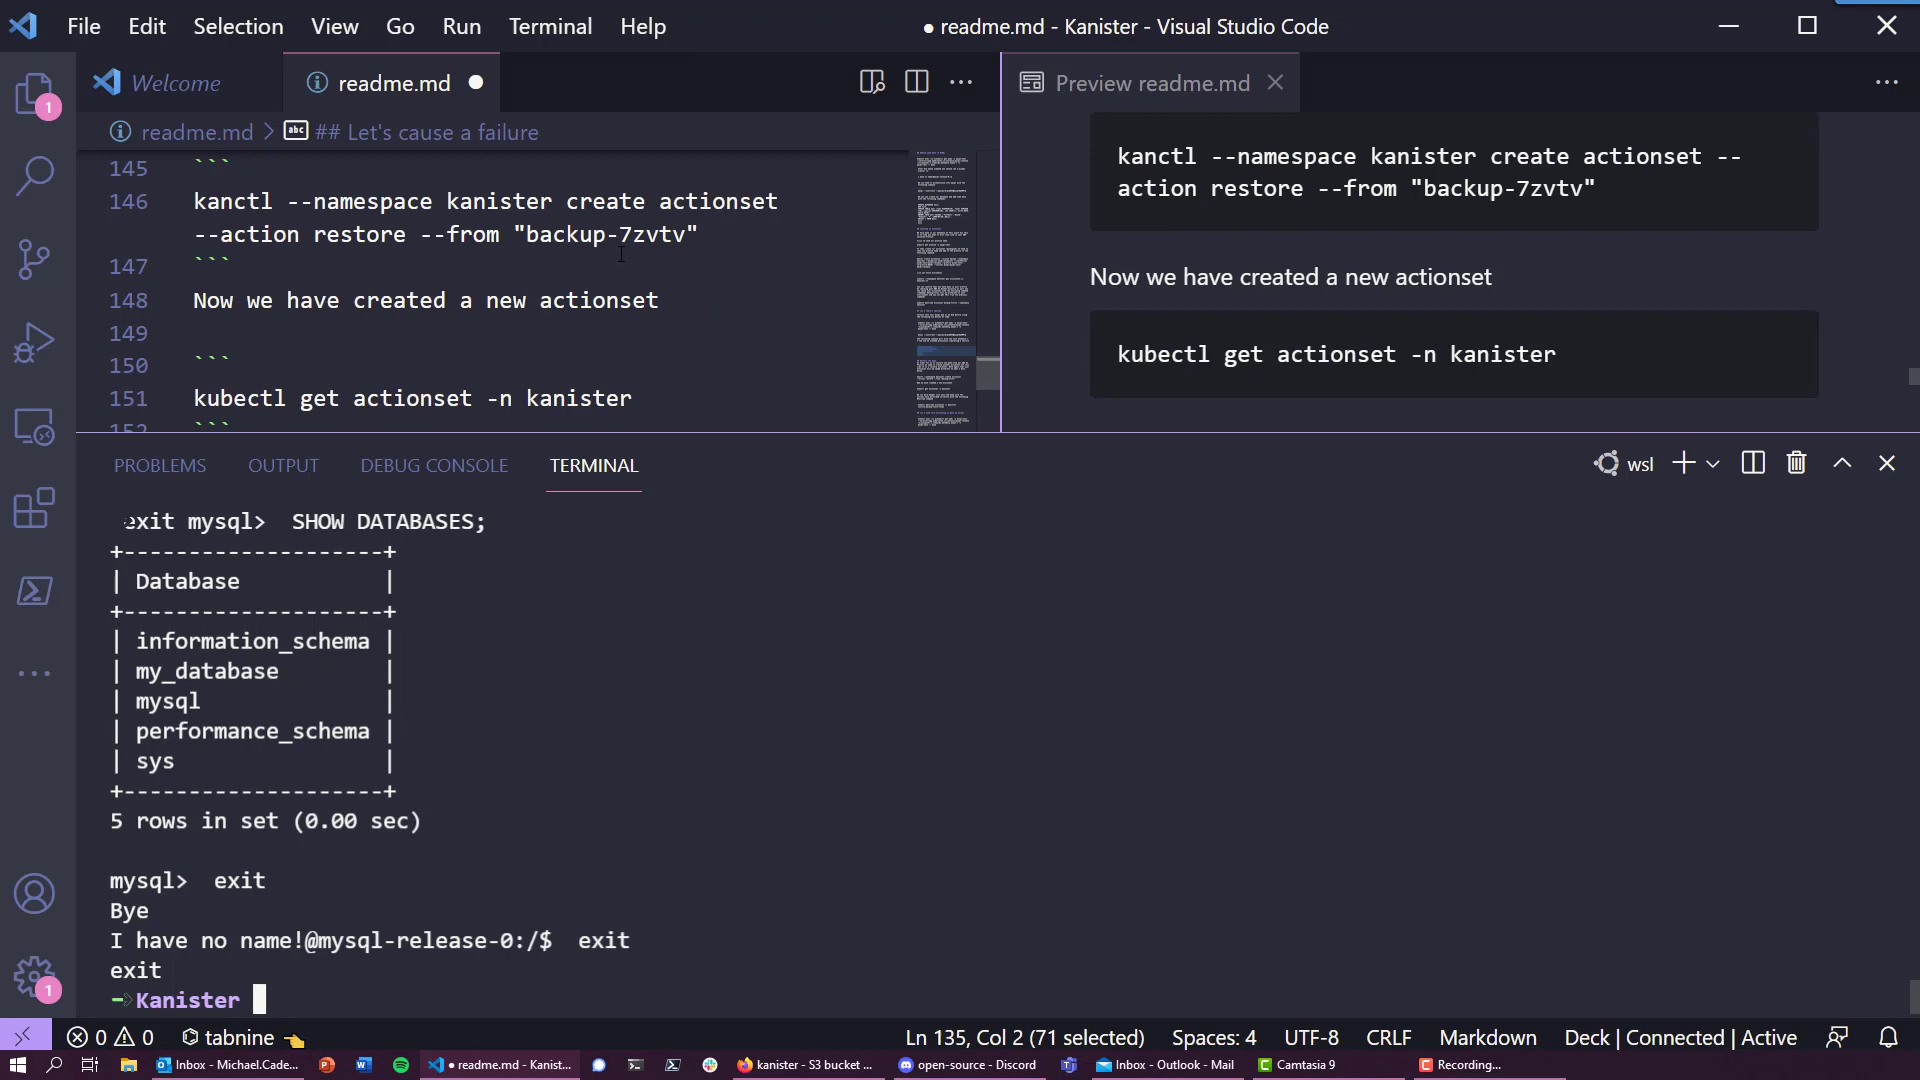 File Edit Selection View Go Run Terminal Help ● readme.md - Kanister - Visual Studio Code
Welcome readme.md Preview readme.md
readme.md > ## Let's cause a failure
145 ```
146 kanctl --namespace kanister create actionset
--action restore --from "backup-7zvtv"
147 ```
148 Now we have created a new actionset
149
150 ```
151 kubectl get actionset -n kanister
152 ```
kanctl --namespace kanister create actionset --
action restore --from "backup-7zvtv"
Now we have created a new actionset
kubectl get actionset -n kanister
PROBLEMS OUTPUT DEBUG CONSOLE TERMINAL wsl
exit mysql>  SHOW DATABASES;
+--------------------+
| Database           |
+--------------------+
| information_schema |
| my_database        |
| mysql              |
| performance_schema |
| sys                |
+--------------------+
5 rows in set (0.00 sec)
mysql>  exit
Bye
I have no name!@mysql-release-0:/$  exit
exit
Kanister
1
1
0 0 tabnine Ln 135, Col 2 (71 selected) Spaces: 4 UTF-8 CRLF Markdown Deck | Connected | Active
Inbox - Michael.Cade... ● readme.md - Kanist... kanister - S3 bucket ... open-source - Discord Inbox - Outlook - Mail Camtasia 9 Recording...